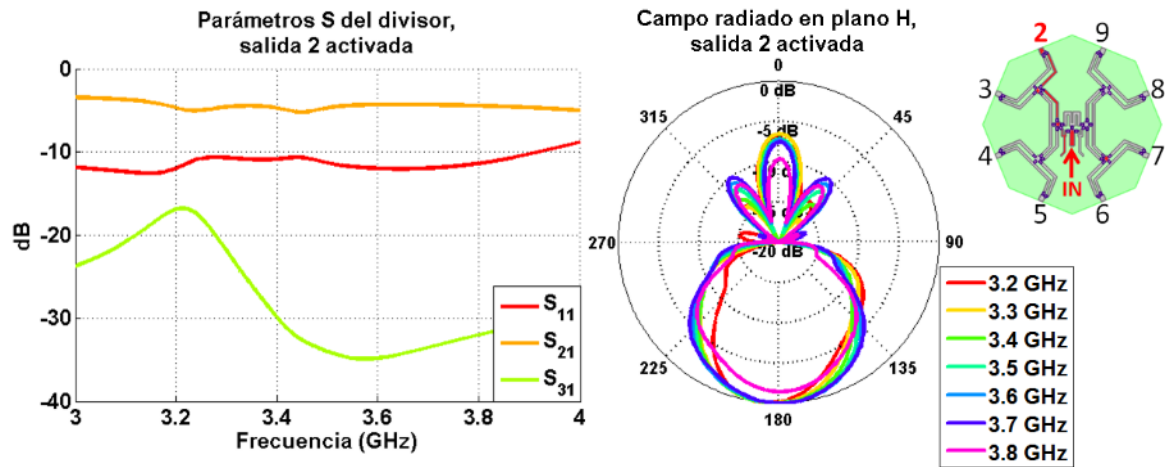 Parámetros S del divisor,
salida 2 activada
0
-10
-20
-30
-40
dB
3
3.2
3.4
3.6
3.8
4
Frecuencia (GHz)
S11
S21
S31
Campo radiado en plano H,
salida 2 activada
0
45
90
135
180
225
270
315
0 dB
-5 dB
-20 dB
3.2 GHz
3.3 GHz
3.4 GHz
3.5 GHz
3.6 GHz
3.7 GHz
3.8 GHz
2
9
3
8
4
7
IN
5
6